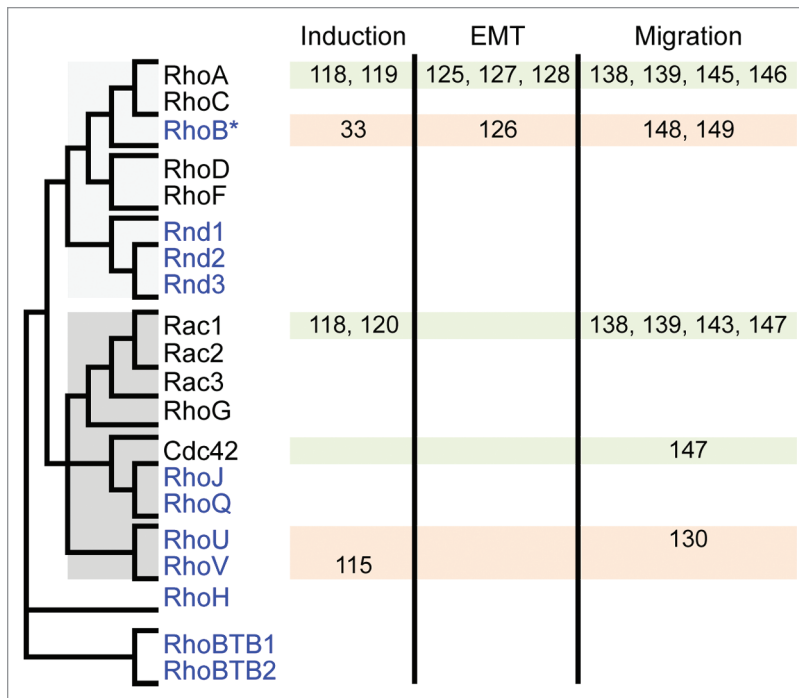 Induction EMT Migration
RhoA 118, 119 125, 127, 128 138, 139, 145, 146
RhoC
RhoB* 33 126 148, 149
RhoD
RhoF
Rnd1
Rnd2
Rnd3
Rac1 118, 120 138, 139, 143, 147
Rac2
Rac3
RhoG
Cdc42 147
RhoJ
RhoQ
RhoU 130
RhoV 115
RhoH
RhoBTB1
RhoBTB2